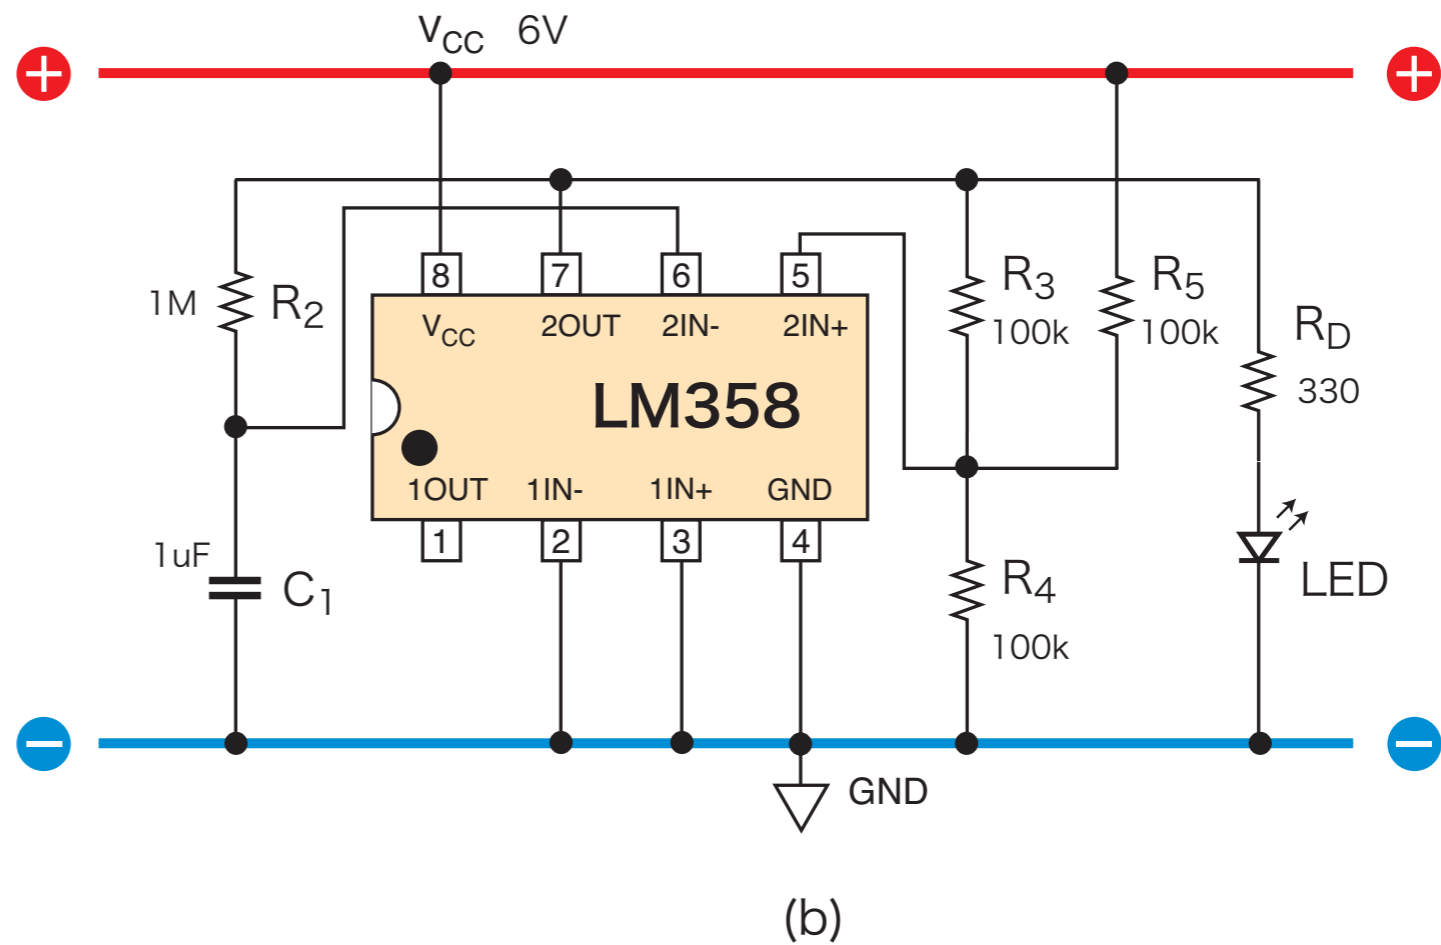 VCC 6V
+ +
8 7 6 5
VCC 2OUT 2IN- 2IN+
1M R2
R3
100k
R5
100k
RD
330
LM358
1OUT 1IN- 1IN+ GND
1 2 3 4
1uF C1
R4
100k
LED
− −
GND
(b)